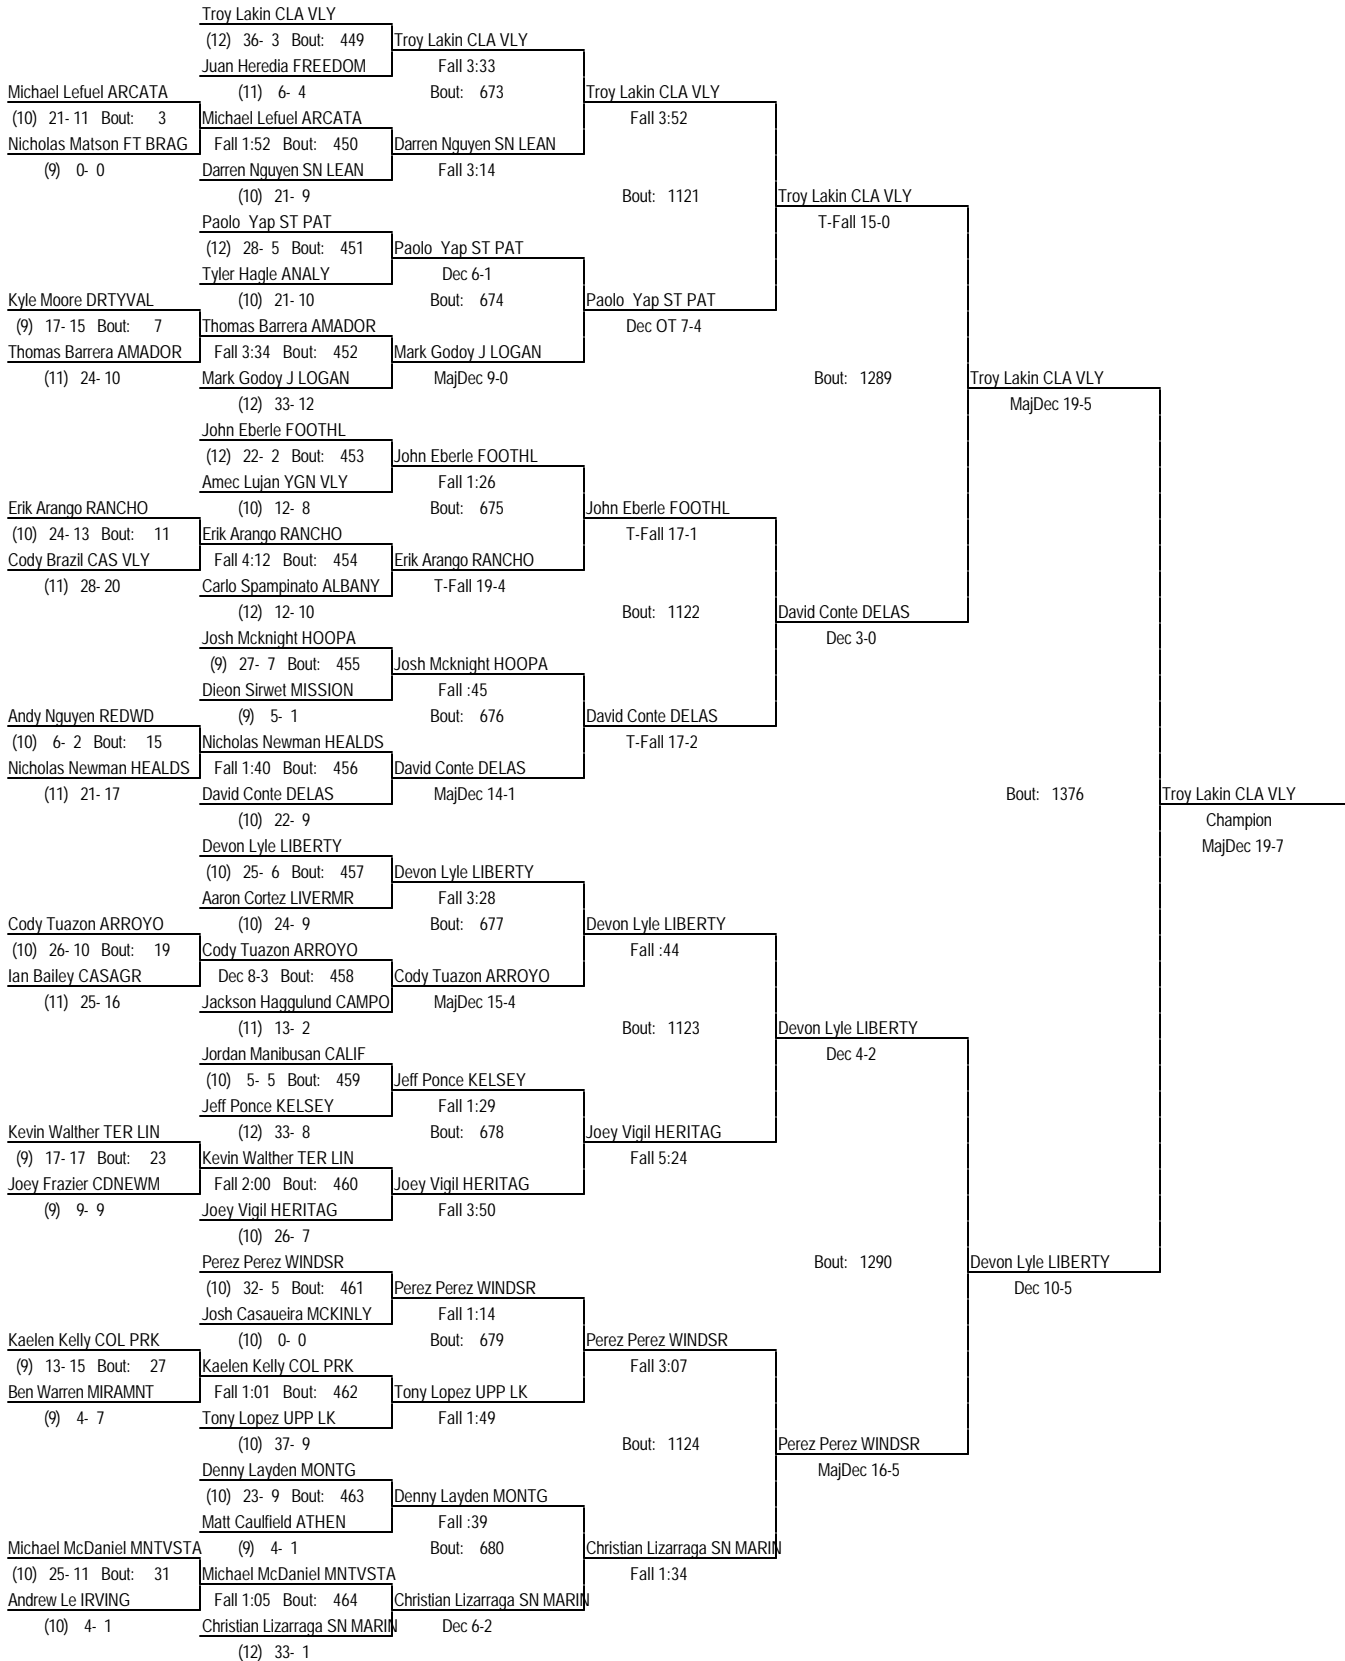 Troy Lakin CLA VLY
(12) 36- 3 Bout: 449 Troy Lakin CLA VLY
Juan Heredia FREEDOM Fall 3:33
Michael Lefuel ARCATA (11) 6- 4 Bout: 673 Troy Lakin CLA VLY
(10) 21- 11 Bout: 3 Michael Lefuel ARCATA Fall 3:52
Nicholas Matson FT BRAG Fall 1:52 Bout: 450 Darren Nguyen SN LEAN
(9) 0- 0 Darren Nguyen SN LEAN Fall 3:14
(10) 21- 9 Bout: 1121 Troy Lakin CLA VLY
Paolo Yap ST PAT T-Fall 15-0
(12) 28- 5 Bout: 451 Paolo Yap ST PAT
Tyler Hagle ANALY Dec 6-1
Kyle Moore DRTYVAL (10) 21- 10 Bout: 674 Paolo Yap ST PAT
(9) 17- 15 Bout: 7 Thomas Barrera AMADOR Dec OT 7-4
Thomas Barrera AMADOR Fall 3:34 Bout: 452 Mark Godoy J LOGAN
(11) 24- 10 Mark Godoy J LOGAN MajDec 9-0 Bout: 1289 Troy Lakin CLA VLY
(12) 33- 12 MajDec 19-5
John Eberle FOOTHL
(12) 22- 2 Bout: 453 John Eberle FOOTHL
Amec Lujan YGN VLY Fall 1:26
Erik Arango RANCHO (10) 12- 8 Bout: 675 John Eberle FOOTHL
(10) 24- 13 Bout: 11 Erik Arango RANCHO T-Fall 17-1
Cody Brazil CAS VLY Fall 4:12 Bout: 454 Erik Arango RANCHO
(11) 28- 20 Carlo Spampinato ALBANY T-Fall 19-4
(12) 12- 10 Bout: 1122 David Conte DELAS
Josh Mcknight HOOPA Dec 3-0
(9) 27- 7 Bout: 455 Josh Mcknight HOOPA
Dieon Sirwet MISSION Fall :45
Andy Nguyen REDWD (9) 5- 1 Bout: 676 David Conte DELAS
(10) 6- 2 Bout: 15 Nicholas Newman HEALDS T-Fall 17-2
Nicholas Newman HEALDS Fall 1:40 Bout: 456 David Conte DELAS
(11) 21- 17 David Conte DELAS MajDec 14-1 Bout: 1376 Troy Lakin CLA VLY
(10) 22- 9 Champion
Devon Lyle LIBERTY MajDec 19-7
(10) 25- 6 Bout: 457 Devon Lyle LIBERTY
Aaron Cortez LIVERMR Fall 3:28
Cody Tuazon ARROYO (10) 24- 9 Bout: 677 Devon Lyle LIBERTY
(10) 26- 10 Bout: 19 Cody Tuazon ARROYO Fall :44
Ian Bailey CASAGR Dec 8-3 Bout: 458 Cody Tuazon ARROYO
(11) 25- 16 Jackson Haggulund CAMPO MajDec 15-4
(11) 13- 2 Bout: 1123 Devon Lyle LIBERTY
Jordan Manibusan CALIF Dec 4-2
(10) 5- 5 Bout: 459 Jeff Ponce KELSEY
Jeff Ponce KELSEY Fall 1:29
Kevin Walther TER LIN (12) 33- 8 Bout: 678 Joey Vigil HERITAG
(9) 17- 17 Bout: 23 Kevin Walther TER LIN Fall 5:24
Joey Frazier CDNEWM Fall 2:00 Bout: 460 Joey Vigil HERITAG
(9) 9- 9 Joey Vigil HERITAG Fall 3:50
(10) 26- 7
Perez Perez WINDSR Bout: 1290 Devon Lyle LIBERTY
(10) 32- 5 Bout: 461 Perez Perez WINDSR Dec 10-5
Josh Casaueira MCKINLY Fall 1:14
Kaelen Kelly COL PRK (10) 0- 0 Bout: 679 Perez Perez WINDSR
(9) 13- 15 Bout: 27 Kaelen Kelly COL PRK Fall 3:07
Ben Warren MIRAMNT Fall 1:01 Bout: 462 Tony Lopez UPP LK
(9) 4- 7 Tony Lopez UPP LK Fall 1:49
(10) 37- 9 Bout: 1124 Perez Perez WINDSR
Denny Layden MONTG MajDec 16-5
(10) 23- 9 Bout: 463 Denny Layden MONTG
Matt Caulfield ATHEN Fall :39
Michael McDaniel MNTVSTA (9) 4- 1 Bout: 680 Christian Lizarraga SN MARIN
(10) 25- 11 Bout: 31 Michael McDaniel MNTVSTA Fall 1:34
Andrew Le IRVING Fall 1:05 Bout: 464 Christian Lizarraga SN MARIN
(10) 4- 1 Christian Lizarraga SN MARIN Dec 6-2
(12) 33- 1